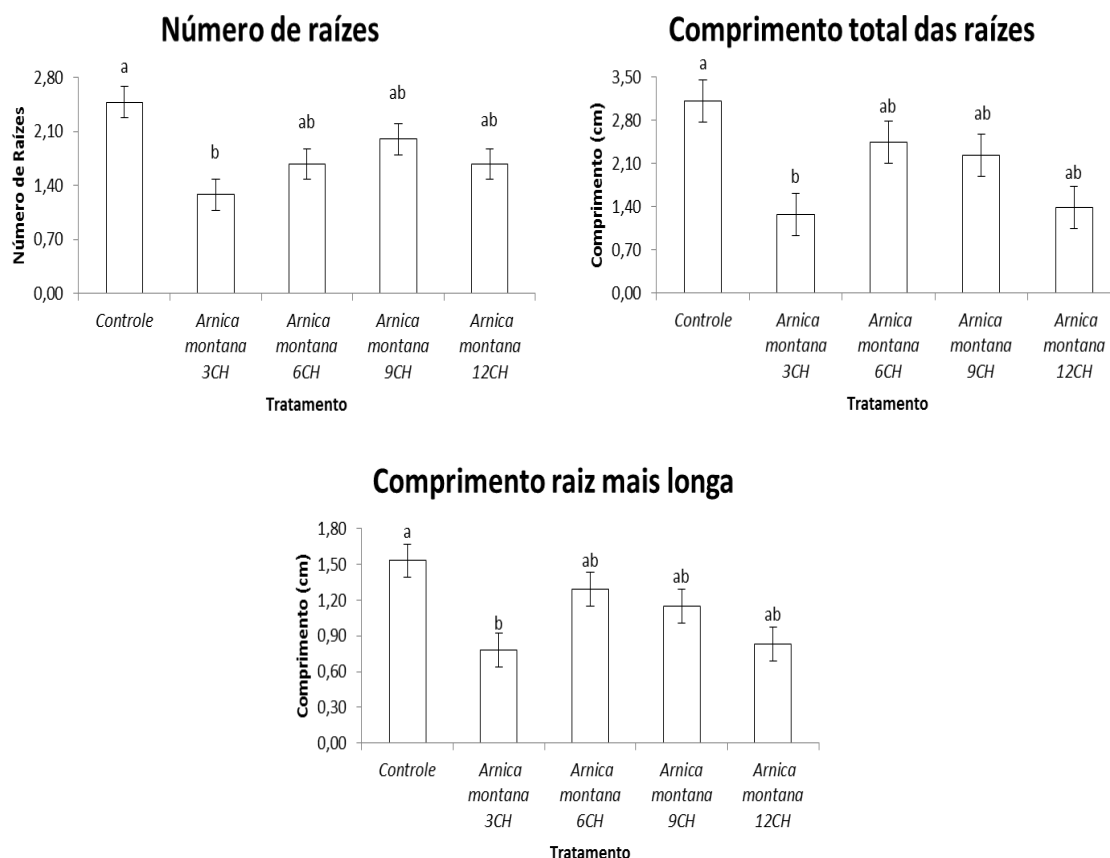 Número de raízes
Número de Raízes
2,80
2,10
1,40
0,70
0,00
a
b
ab
ab
ab
Controle
Arnica montana 3CH
Arnica montana 6CH
Arnica montana 9CH
Arnica montana 12CH
Tratamento
Comprimento total das raízes
Comprimento (cm)
3,50
2,80
2,10
1,40
0,70
0,00
a
b
ab
ab
ab
Controle
Arnica montana 3CH
Arnica montana 6CH
Arnica montana 9CH
Arnica montana 12CH
Tratamento
Comprimento raiz mais longa
Comprimento (cm)
1,80
1,50
1,20
0,90
0,60
0,30
0,00
a
b
ab
ab
ab
Controle
Arnica montana 3CH
Arnica montana 6CH
Arnica montana 9CH
Arnica montana 12CH
Tratamento